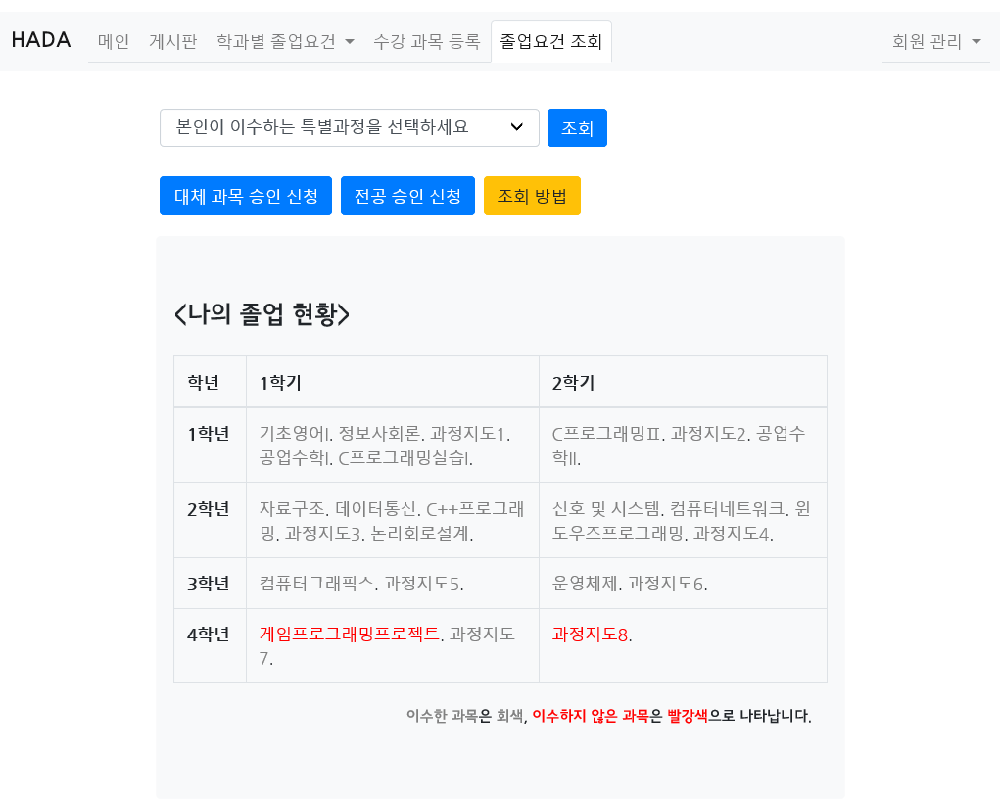 HADA 메인 게시판 학과별 졸업요건 수강 과목 등록 졸업요건 조회 회원 관리
본인이 이수하는 특별과정을 선택하세요 조회
대체 과목 승인 신청 전공 승인 신청 조회 방법
<나의 졸업 현황>
학년 1학기 2학기
1학년 기초영어I. 정보사회론. 과정지도1. C프로그래밍Ⅱ. 과정지도2. 공업수
공업수학I. C프로그래밍실습I. 학II.
2학년 자료구조. 데이터통신. C++프로그래 신호 및 시스템. 컴퓨터네트워크. 윈
밍. 과정지도3. 논리회로설계. 도우즈프로그래밍. 과정지도4.
3학년 컴퓨터그래픽스. 과정지도5. 운영체제. 과정지도6.
4학년 게임프로그래밍프로젝트. 과정지도 과정지도8.
7.
이수한 과목은 회색, 이수하지 않은 과목은 빨강색으로 나타납니다.